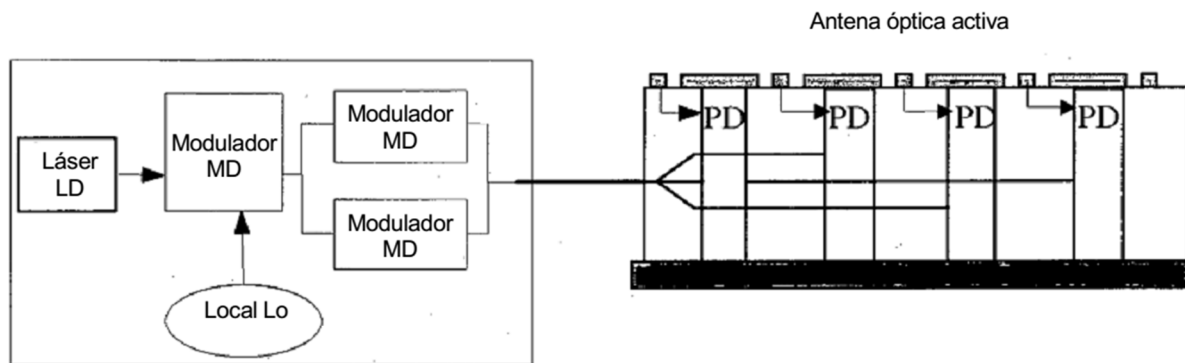 Antena óptica activa
Láser
LD
Modulador
MD
Modulador
MD
Modulador
MD
Local Lo
PD
PD
PD
PD